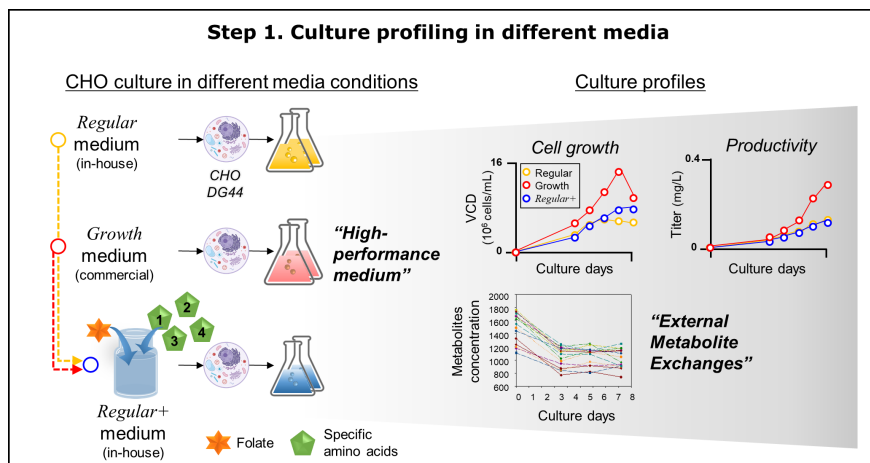 Step 1. Culture profiling in different media
CHO culture in different media conditions
Regular
medium
(in-house)
CHO
DG44
Growth
medium
(commercial)
"High-
performance
medium"
1
2
3
4
Regular+
medium
(in-house)
Folate
Specific
amino acids
Culture profiles
Cell growth
16
VCD
(10⁶ cells/mL)
0
Regular
Growth
Regular+
Culture days
Productivity
0.4
Titer (mg/L)
0
Culture days
Metabolites
concentration
2000
1800
1600
1400
1200
1000
800
600
0 1 2 3 4 5 6 7 8
Culture days
"External
Metabolite
Exchanges"